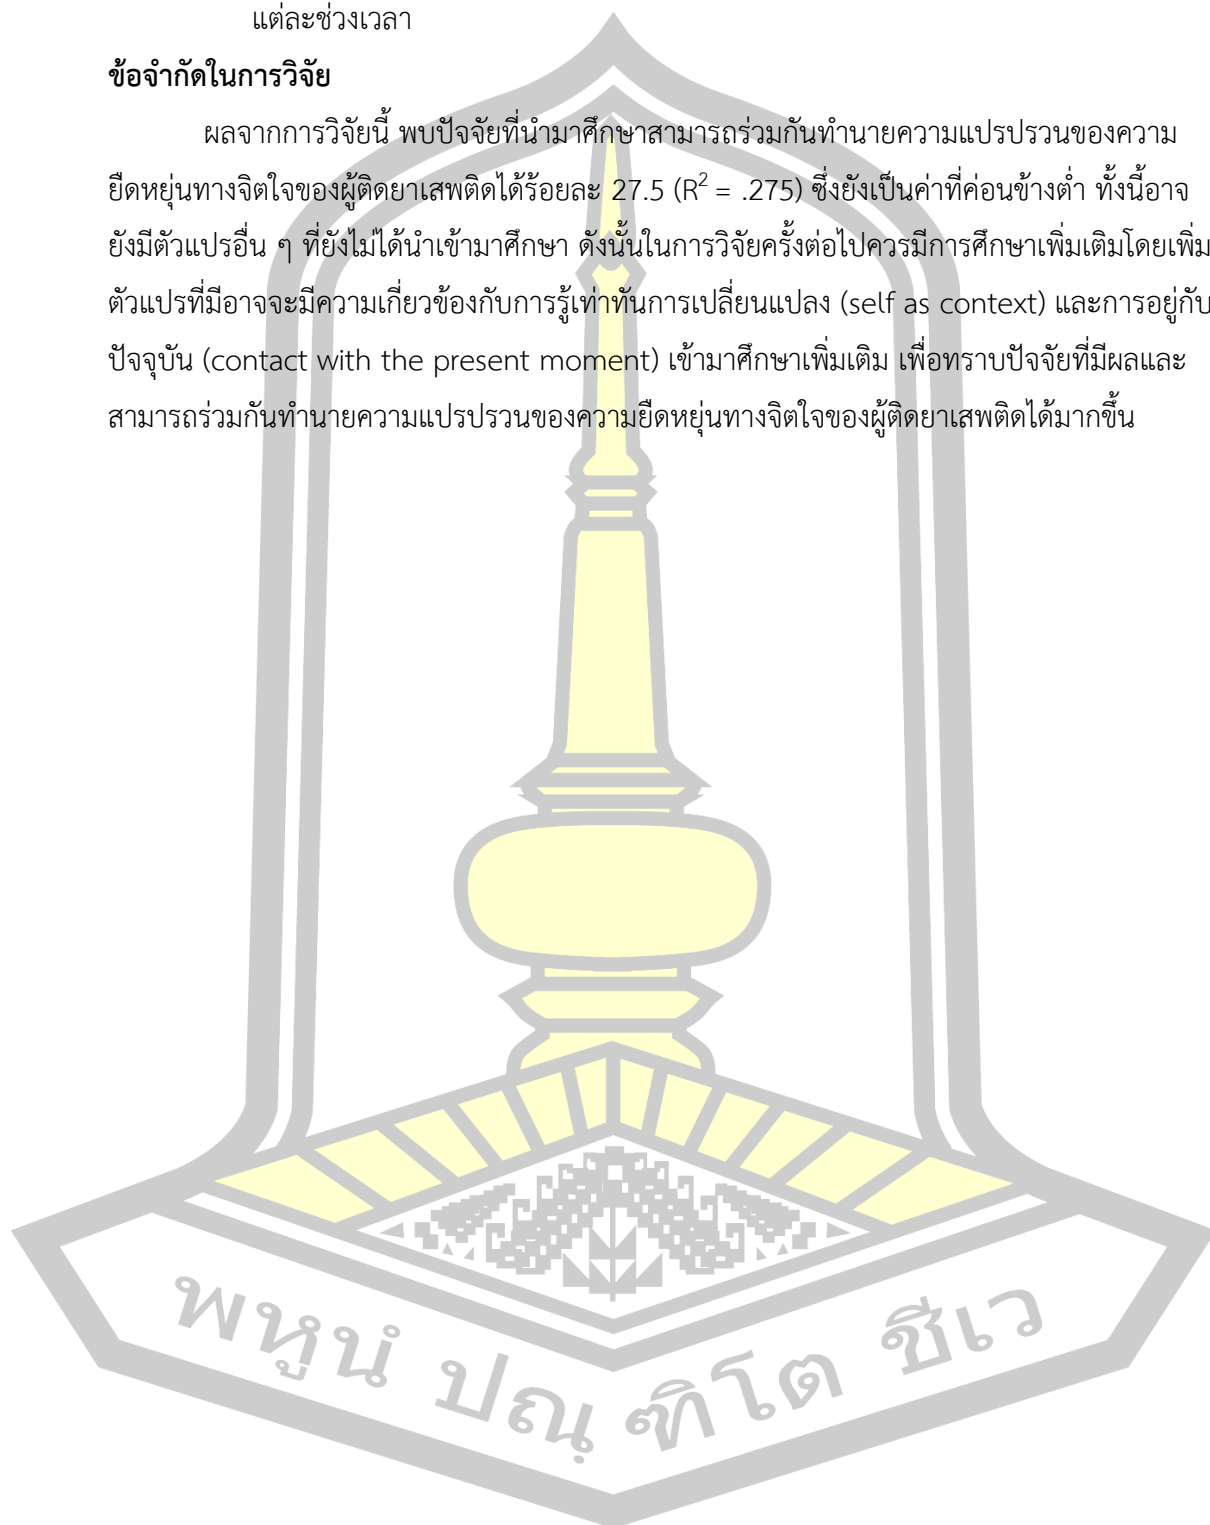 แต่ละช่วงเวลา
ข้อจำกัดในการวิจัย
ผลจากการวิจัยนี้ พบปัจจัยที่นำมาศึกษาสามารถร่วมกันทำนายความแปรปรวนของความ
ยืดหยุ่นทางจิตใจของผู้ติดยาเสพติดได้ร้อยละ 27.5 (R² = .275) ซึ่งยังเป็นค่าที่ค่อนข้างต่ำ ทั้งนี้อาจ
ยังมีตัวแปรอื่น ๆ ที่ยังไม่ได้นำเข้ามาศึกษา ดังนั้นในการวิจัยครั้งต่อไปควรมีการศึกษาเพิ่มเติมโดยเพิ่ม
ตัวแปรที่มีอาจจะมีความเกี่ยวข้องกับการรู้เท่าทันการเปลี่ยนแปลง (self as context) และการอยู่กับ
ปัจจุบัน (contact with the present moment) เข้ามาศึกษาเพิ่มเติม เพื่อทราบปัจจัยที่มีผลและ
สามารถร่วมกันทำนายความแปรปรวนของความยืดหยุ่นทางจิตใจของผู้ติดยาเสพติดได้มากขึ้น
พหูนํ ปณฺฑิโต ชีเว